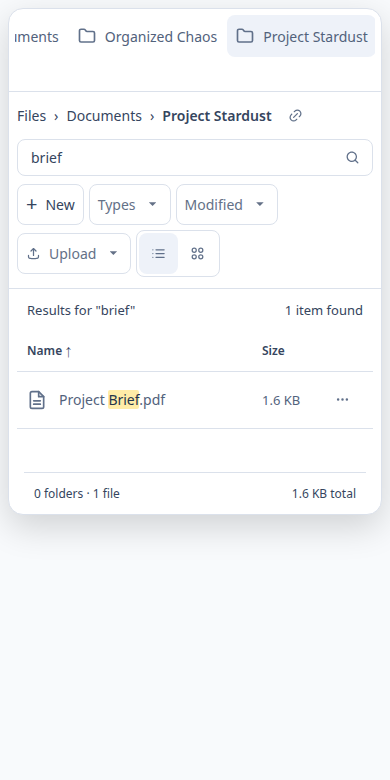 Organized Chaos Project Stardust
Files › Documents › Project Stardust
brief
+ New Types Modified
Upload
Results for "brief" 1 item found
Name ↑ Size
Project Brief.pdf 1.6 KB ...
0 folders · 1 file 1.6 KB total